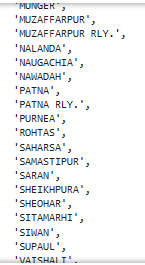 'MUNGER',
'MUZAFFARPUR',
'MUZAFFARPUR RLY.',
'NALANDA',
'NAUGACHIA',
'NAWADAH',
'PATNA',
'PATNA RLY.',
'PURNEA',
'ROHTAS',
'SAHARSA',
'SAMASTIPUR',
'SARAN',
'SHEIKHPURA',
'SHEOHAR',
'SITAMARHI',
'SIWAN',
'SUPAUL',
'VAISHALI',